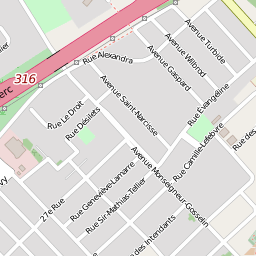 Avenue Turbide
Avenue Wilbrod
Rue Alexandra
Avenue Gaspard
316
erc
Avenue Saint-Narcisse
Rue Évangéline
Rue Le Droit
Rue Désilets
Rue Camille-Lefebvre
Rue des
Avenue Monseigneur-Gosselin
vy
Rue Geneviève-Lamarre
27e Rue
Rue Sir-Mathias-Tellier
des Intendants